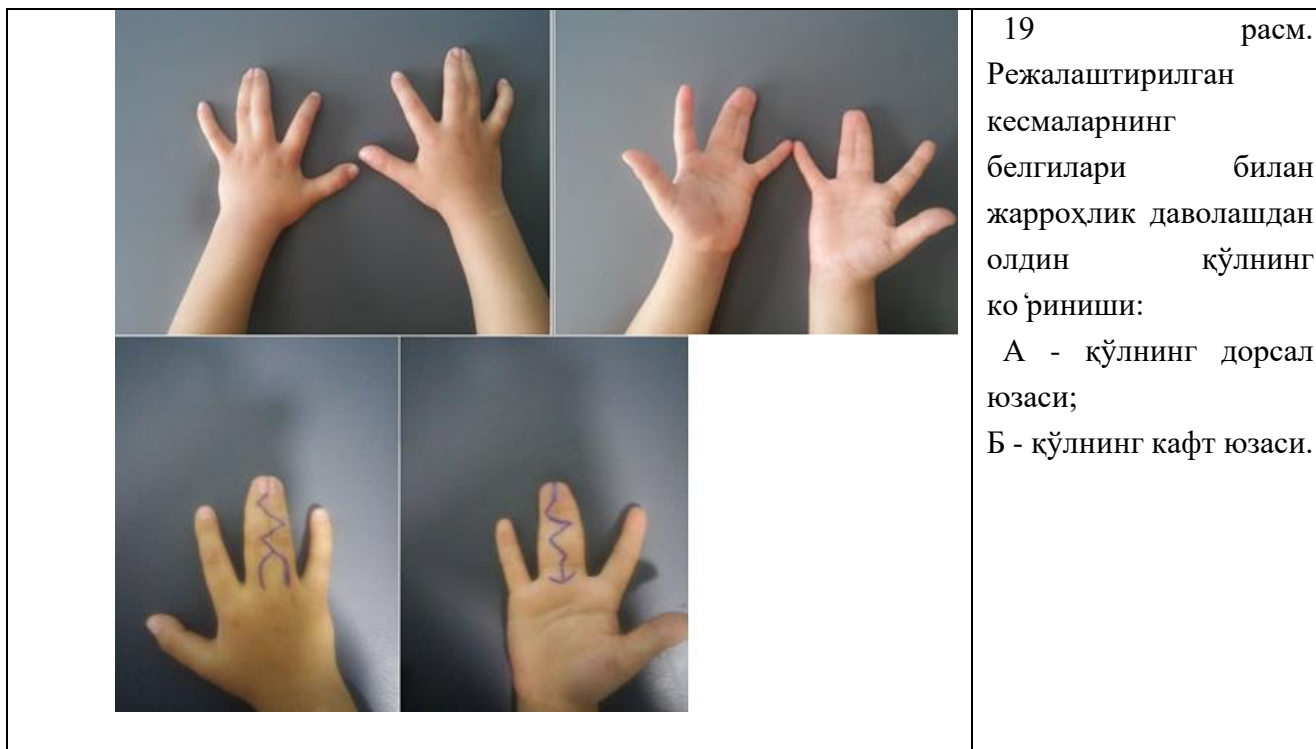 19 расм.
Режалаштирилган
кесмаларнинг
белгилари билан
жарроҳлик даволашдан
олдин қўлнинг
ко‘риниши:
А - қўлнинг дорсал
юзаси;
Б - қўлнинг кафт юзаси.